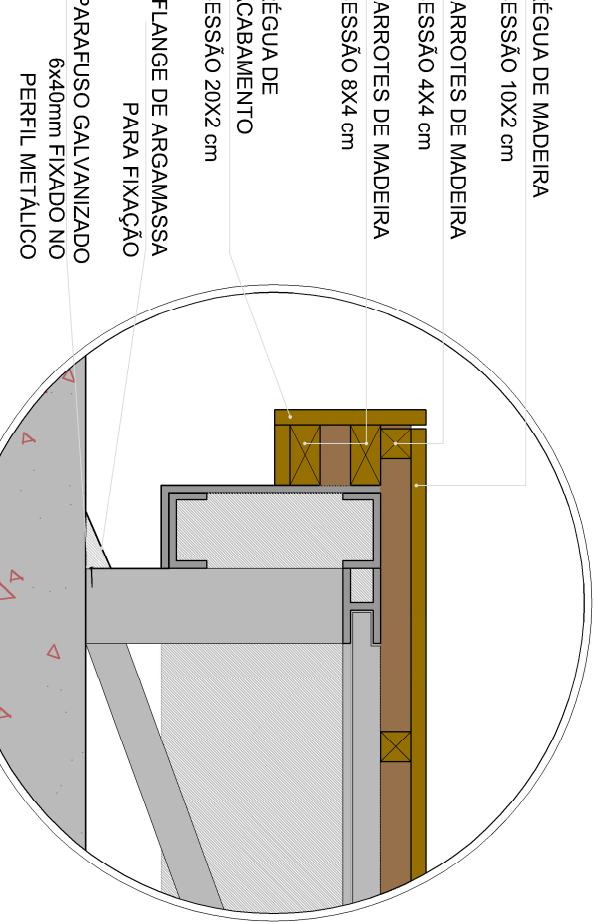 ÉGUA DE MADEIRA
ESSÃO 10X2 cm
ARROTES DE MADEIRA
ESSÃO 4X4 cm
ARROTES DE MADEIRA
ESSÃO 8X4 cm
ÉGUA DE
CABAMENTO
ESSÃO 20X2 cm
FLANGE DE ARGAMASSA
PARA FIXAÇÃO
PARAFUSO GALVANIZADO
6x40mm FIXADO NO
PERFIL METÁLICO